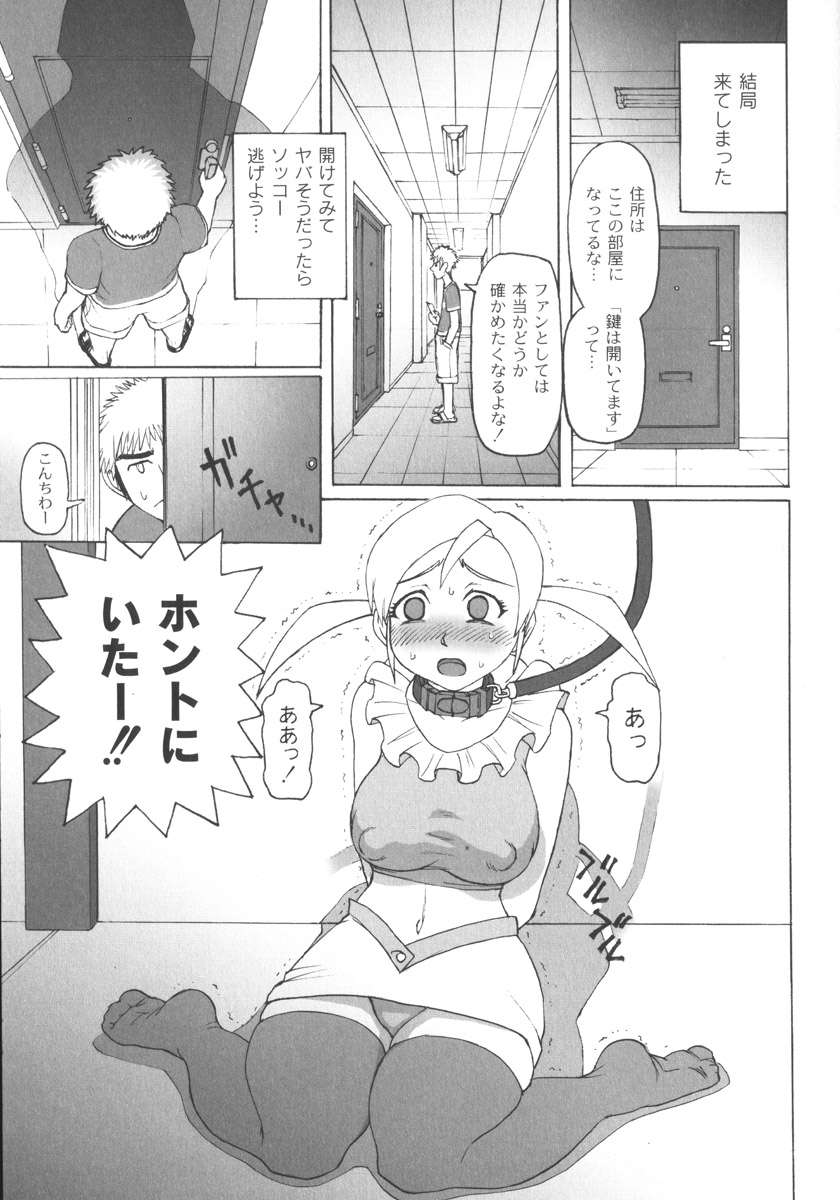 結局
来てしまった
住所は
ここの部屋に
なってるな…
「鍵は開いてます」
って…
ファンとしては
本当かどうか
確かめたくなるよな!
開けてみて
ヤバそうだったら
ソッコー
逃げよう…
ガチャ…
こんちわー
あっ
ああっ!
ホントに
いたー!!
ブルブル
ブルブル